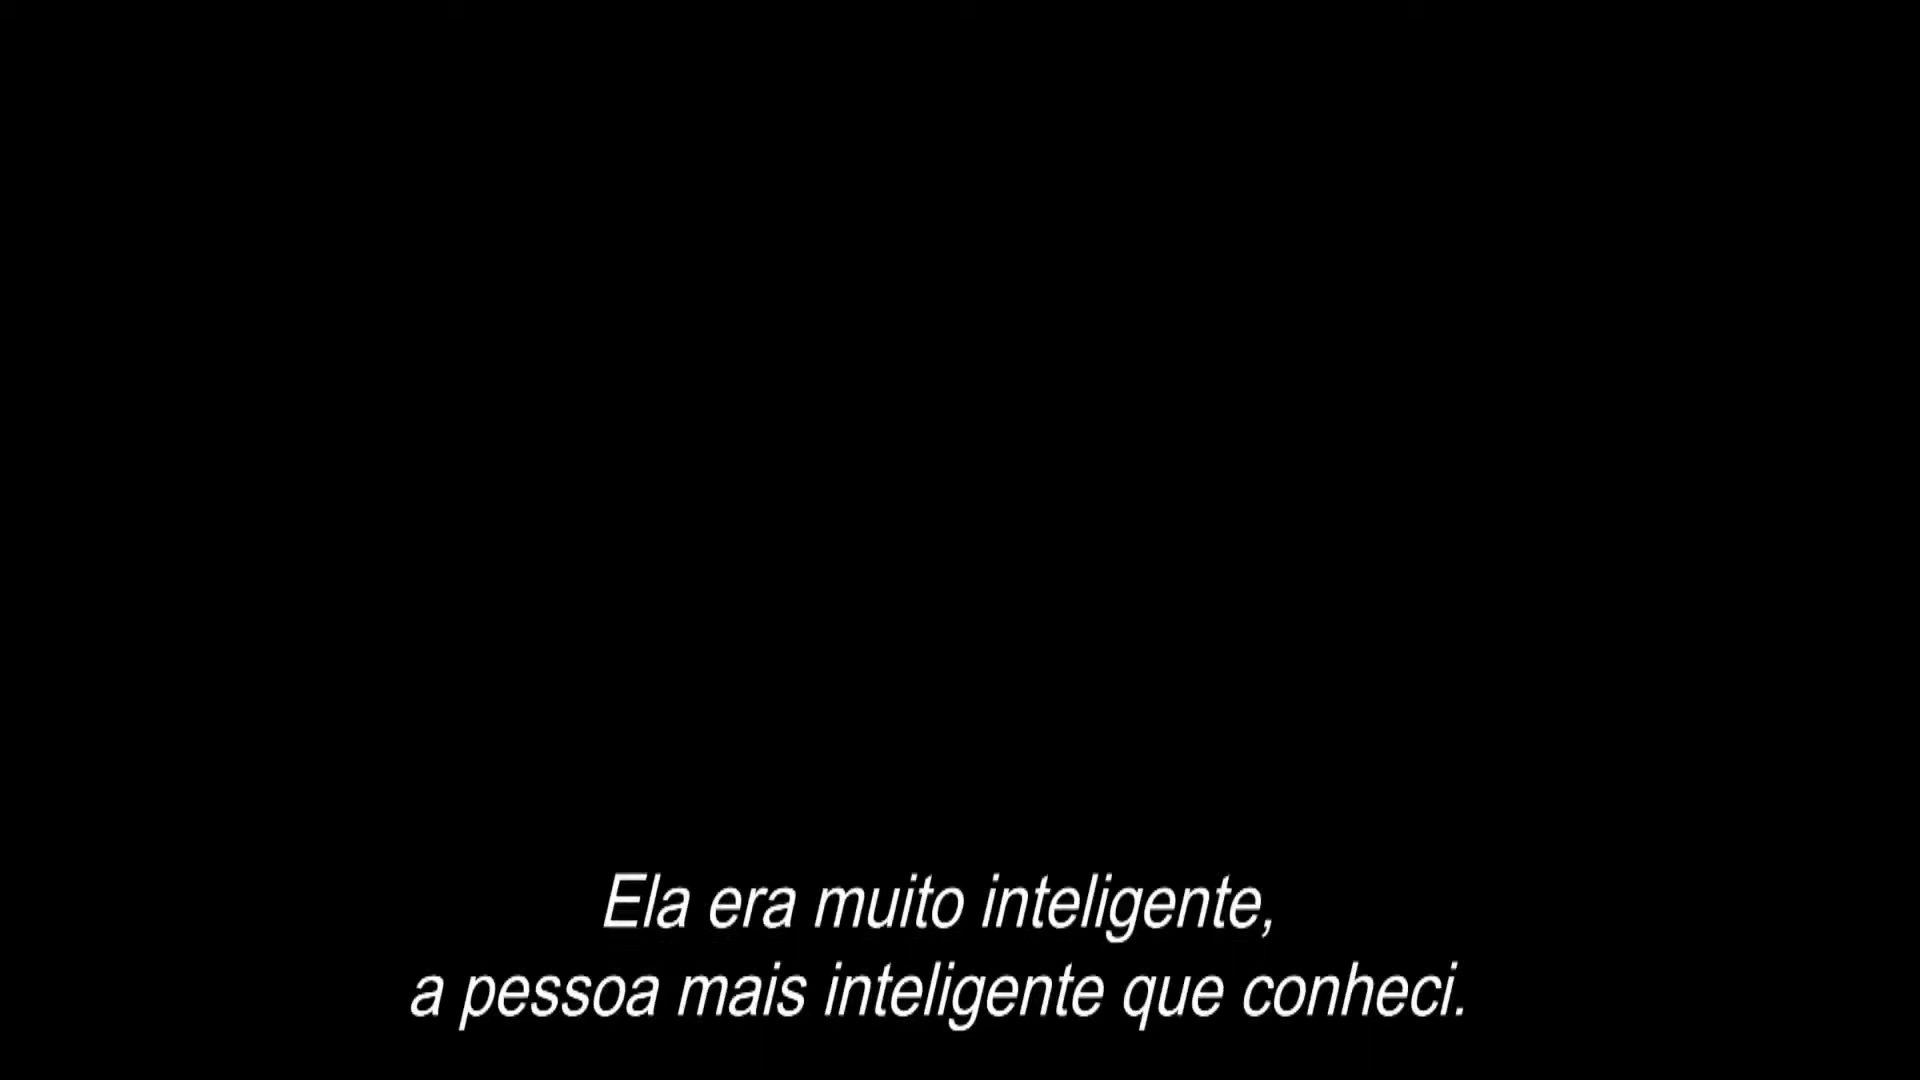 Ela era muito inteligente,
a pessoa mais inteligente que conheci.